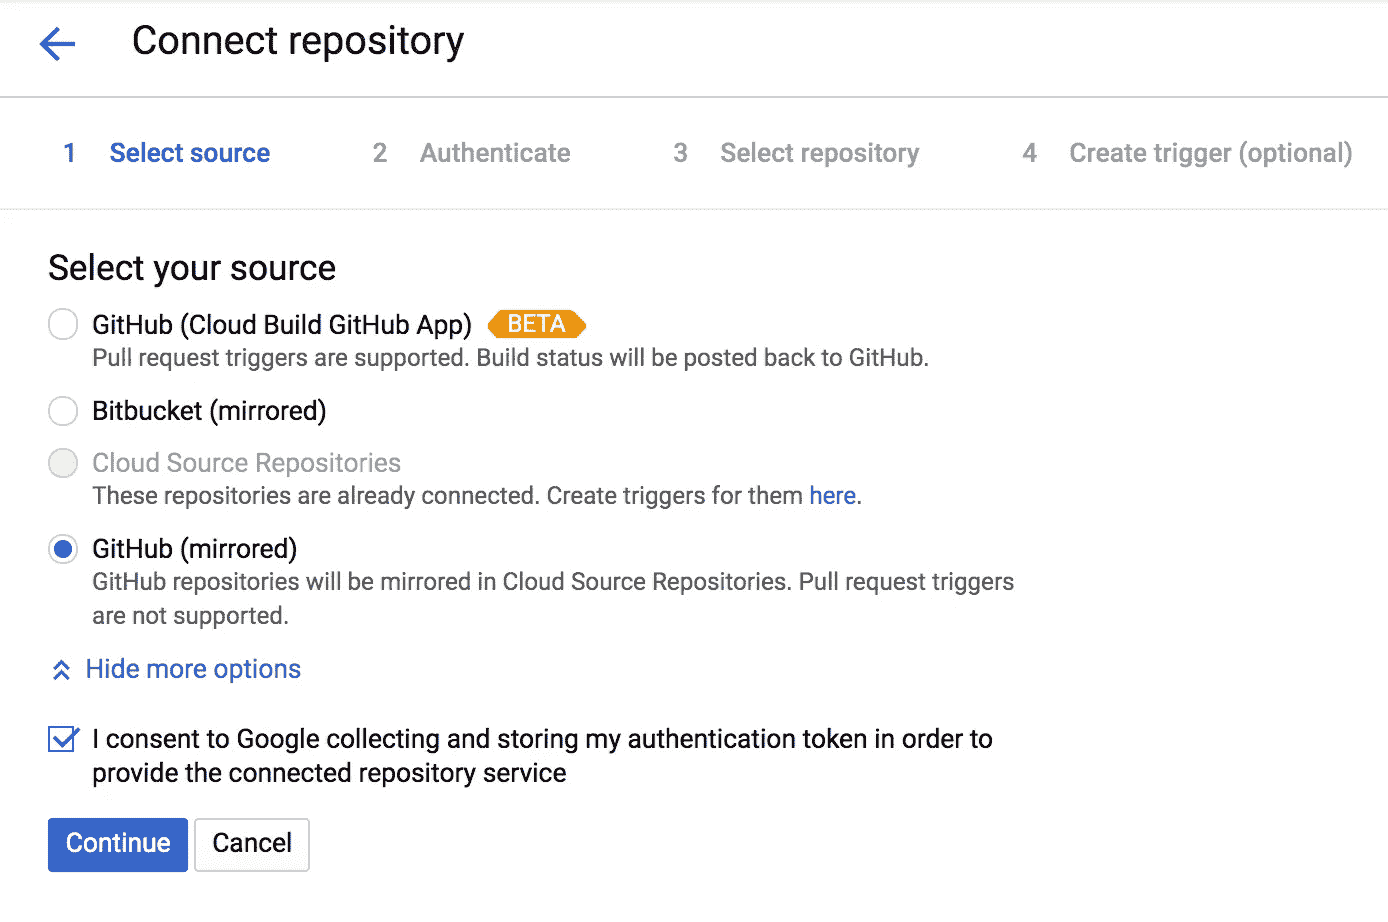 Connect repository
1 Select source 2 Authenticate 3 Select repository 4 Create trigger (optional)
Select your source
GitHub (Cloud Build GitHub App) BETA
Pull request triggers are supported. Build status will be posted back to GitHub.
Bitbucket (mirrored)
Cloud Source Repositories
These repositories are already connected. Create triggers for them here.
GitHub (mirrored)
GitHub repositories will be mirrored in Cloud Source Repositories. Pull request triggers
are not supported.
Hide more options
I consent to Google collecting and storing my authentication token in order to
provide the connected repository service
Continue Cancel